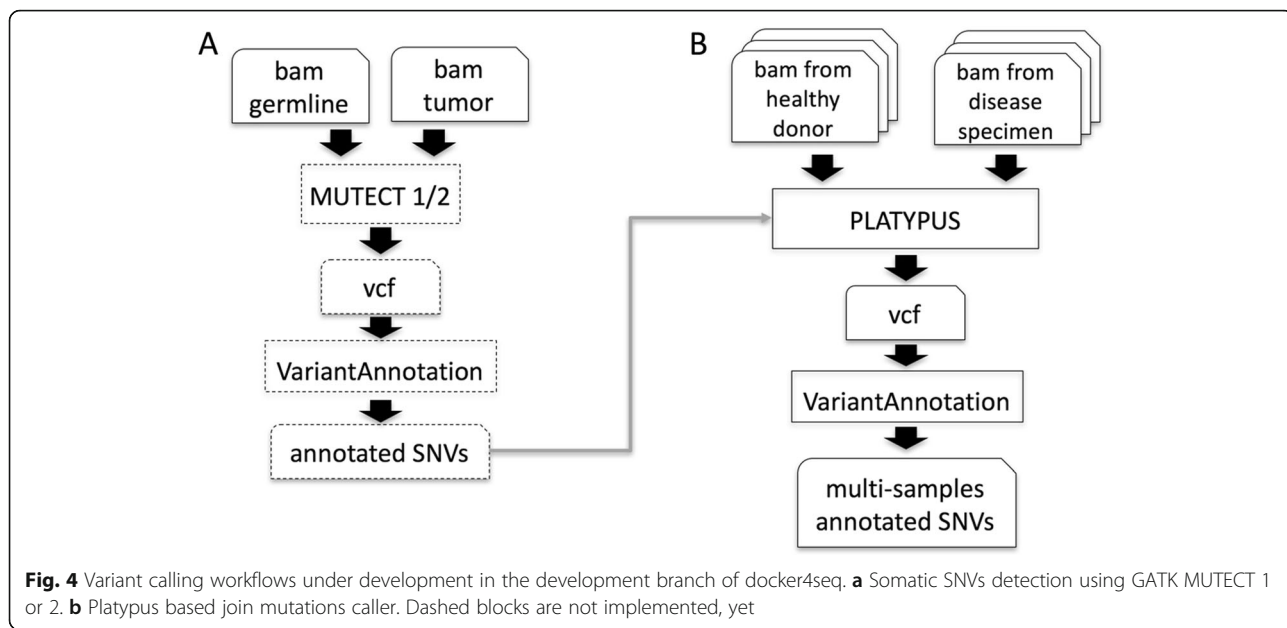 A
bam
germline
bam
tumor
MUTECT 1/2
vcf
VariantAnnotation
annotated SNVs
B
bam from
healthy
donor
bam from
disease
specimen
PLATYPUS
vcf
VariantAnnotation
multi-samples
annotated SNVs
Fig. 4 Variant calling workflows under development in the development branch of docker4seq. a Somatic SNVs detection using GATK MUTECT 1
or 2. b Platypus based join mutations caller. Dashed blocks are not implemented, yet